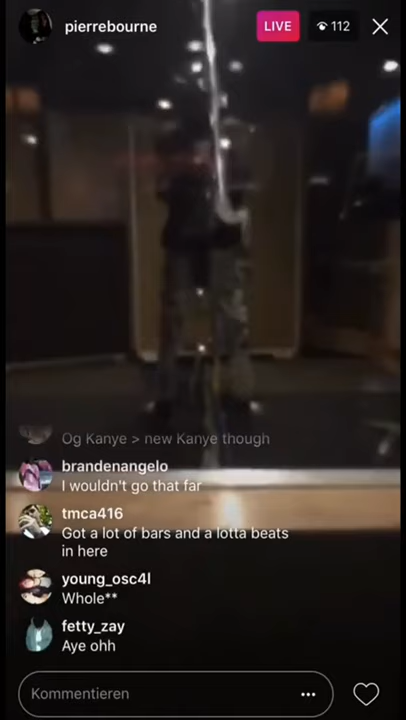 pierrebourne
LIVE
112
Og Kanye > new Kanye though
brandenangelo
I wouldn't go that far
tmca416
Got a lot of bars and a lotta beats
in here
young_osc4l
Whole**
fetty_zay
Aye ohh
Kommentieren